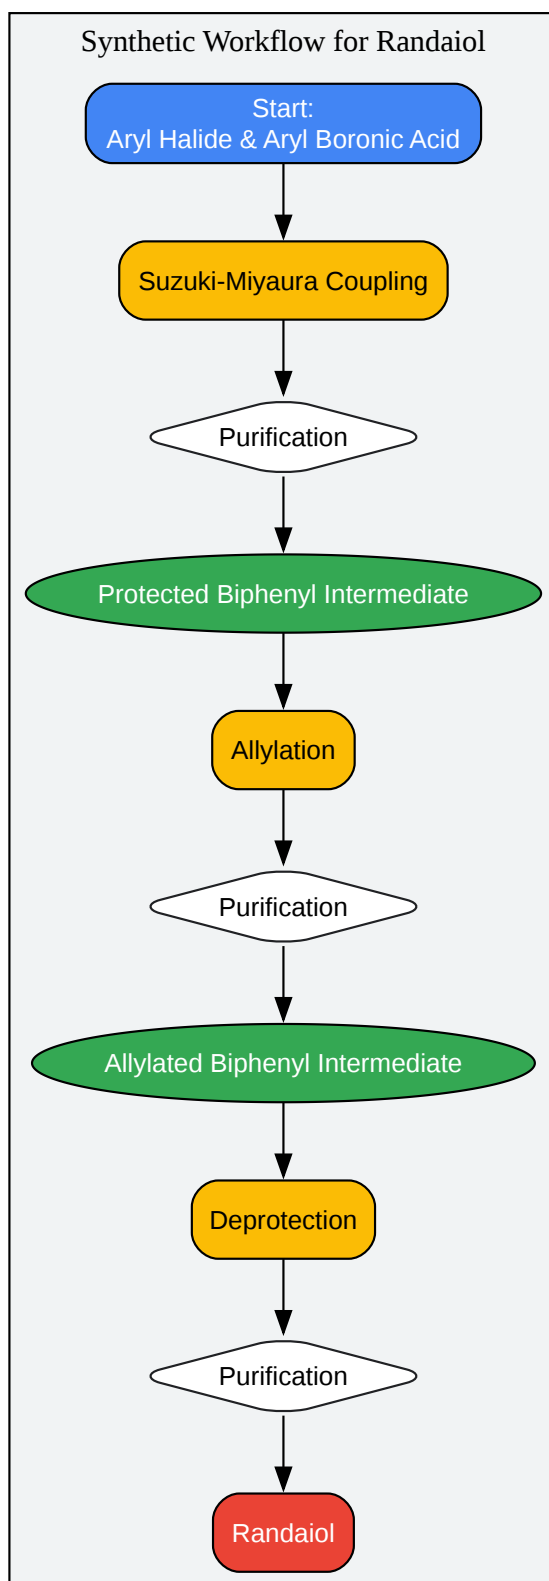 Synthetic Workflow for Randaiol
Start:
Aryl Halide & Aryl Boronic Acid
Suzuki-Miyaura Coupling
Purification
Protected Biphenyl Intermediate
Allylation
Purification
Allylated Biphenyl Intermediate
Deprotection
Purification
Randaiol